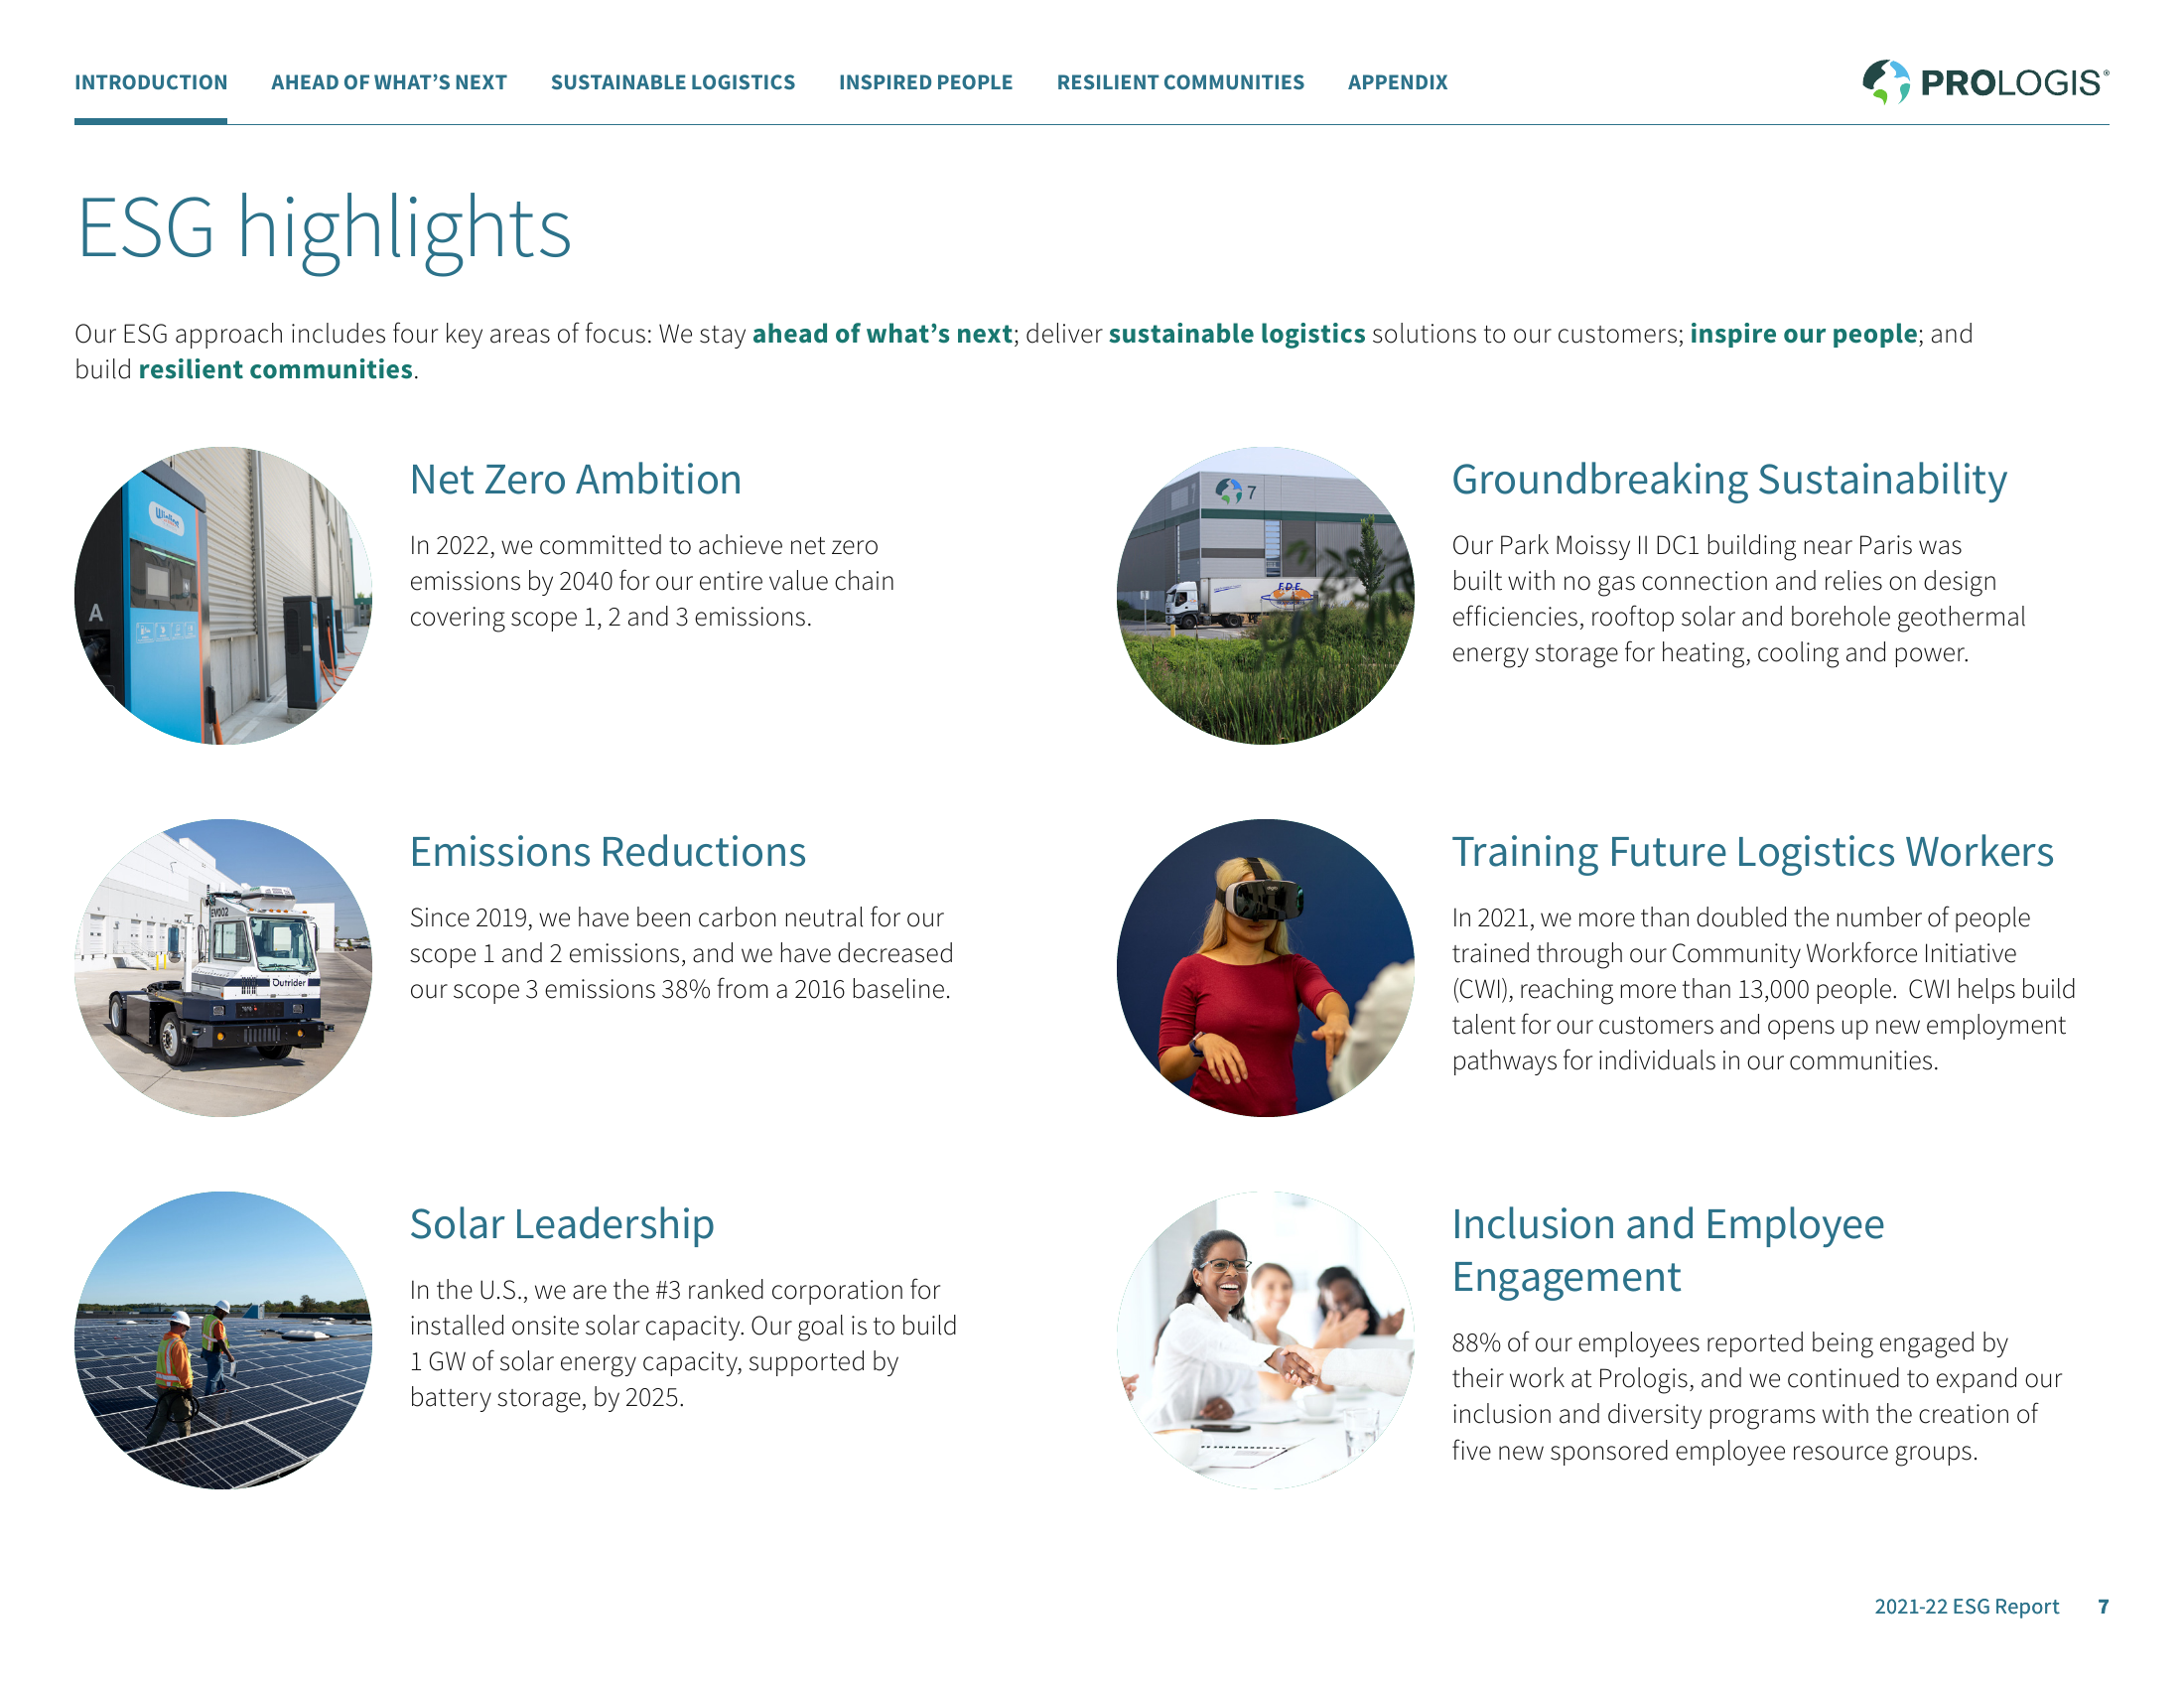 INTRODUCTION AHEAD OF WHAT'S NEXT SUSTAINABLE LOGISTICS INSPIRED PEOPLE RESILIENT COMMUNITIES APPENDIX
PROLOGIS®
ESG highlights
Our ESG approach includes four key areas of focus: We stay ahead of what's next; deliver sustainable logistics solutions to our customers; inspire our people; and
build resilient communities.
A
Net Zero Ambition
In 2022, we committed to achieve net zero
emissions by 2040 for our entire value chain
covering scope 1, 2 and 3 emissions.
7
F.D.E.
Groundbreaking Sustainability
Our Park Moissy II DC1 building near Paris was
built with no gas connection and relies on design
efficiencies, rooftop solar and borehole geothermal
energy storage for heating, cooling and power.
EV002
Outrider
Emissions Reductions
Since 2019, we have been carbon neutral for our
scope 1 and 2 emissions, and we have decreased
our scope 3 emissions 38% from a 2016 baseline.
Training Future Logistics Workers
In 2021, we more than doubled the number of people
trained through our Community Workforce Initiative
(CWI), reaching more than 13,000 people.  CWI helps build
talent for our customers and opens up new employment
pathways for individuals in our communities.
Solar Leadership
In the U.S., we are the #3 ranked corporation for
installed onsite solar capacity. Our goal is to build
1 GW of solar energy capacity, supported by
battery storage, by 2025.
Inclusion and Employee
Engagement
88% of our employees reported being engaged by
their work at Prologis, and we continued to expand our
inclusion and diversity programs with the creation of
five new sponsored employee resource groups.
2021-22 ESG Report 7